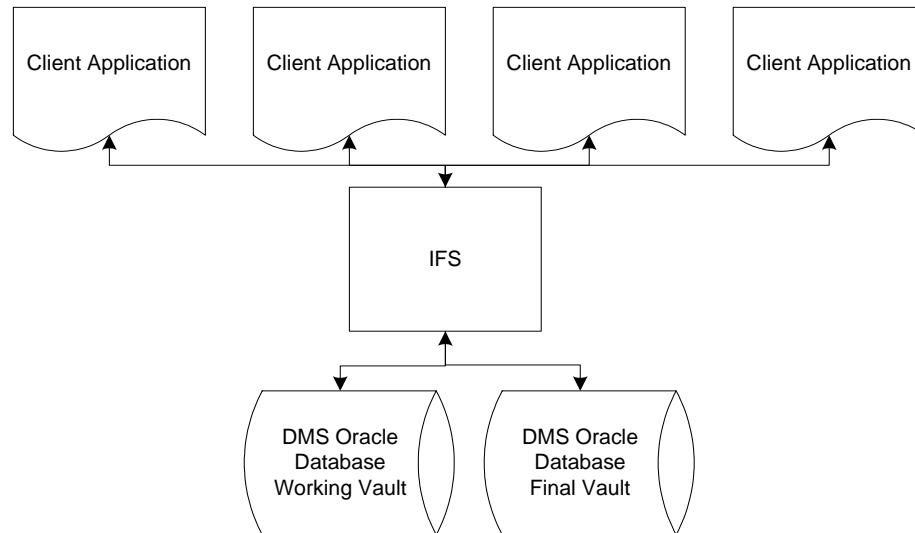 Client Application
Client Application
Client Application
Client Application
IFS
DMS Oracle
Database
Working Vault
DMS Oracle
Database
Final Vault